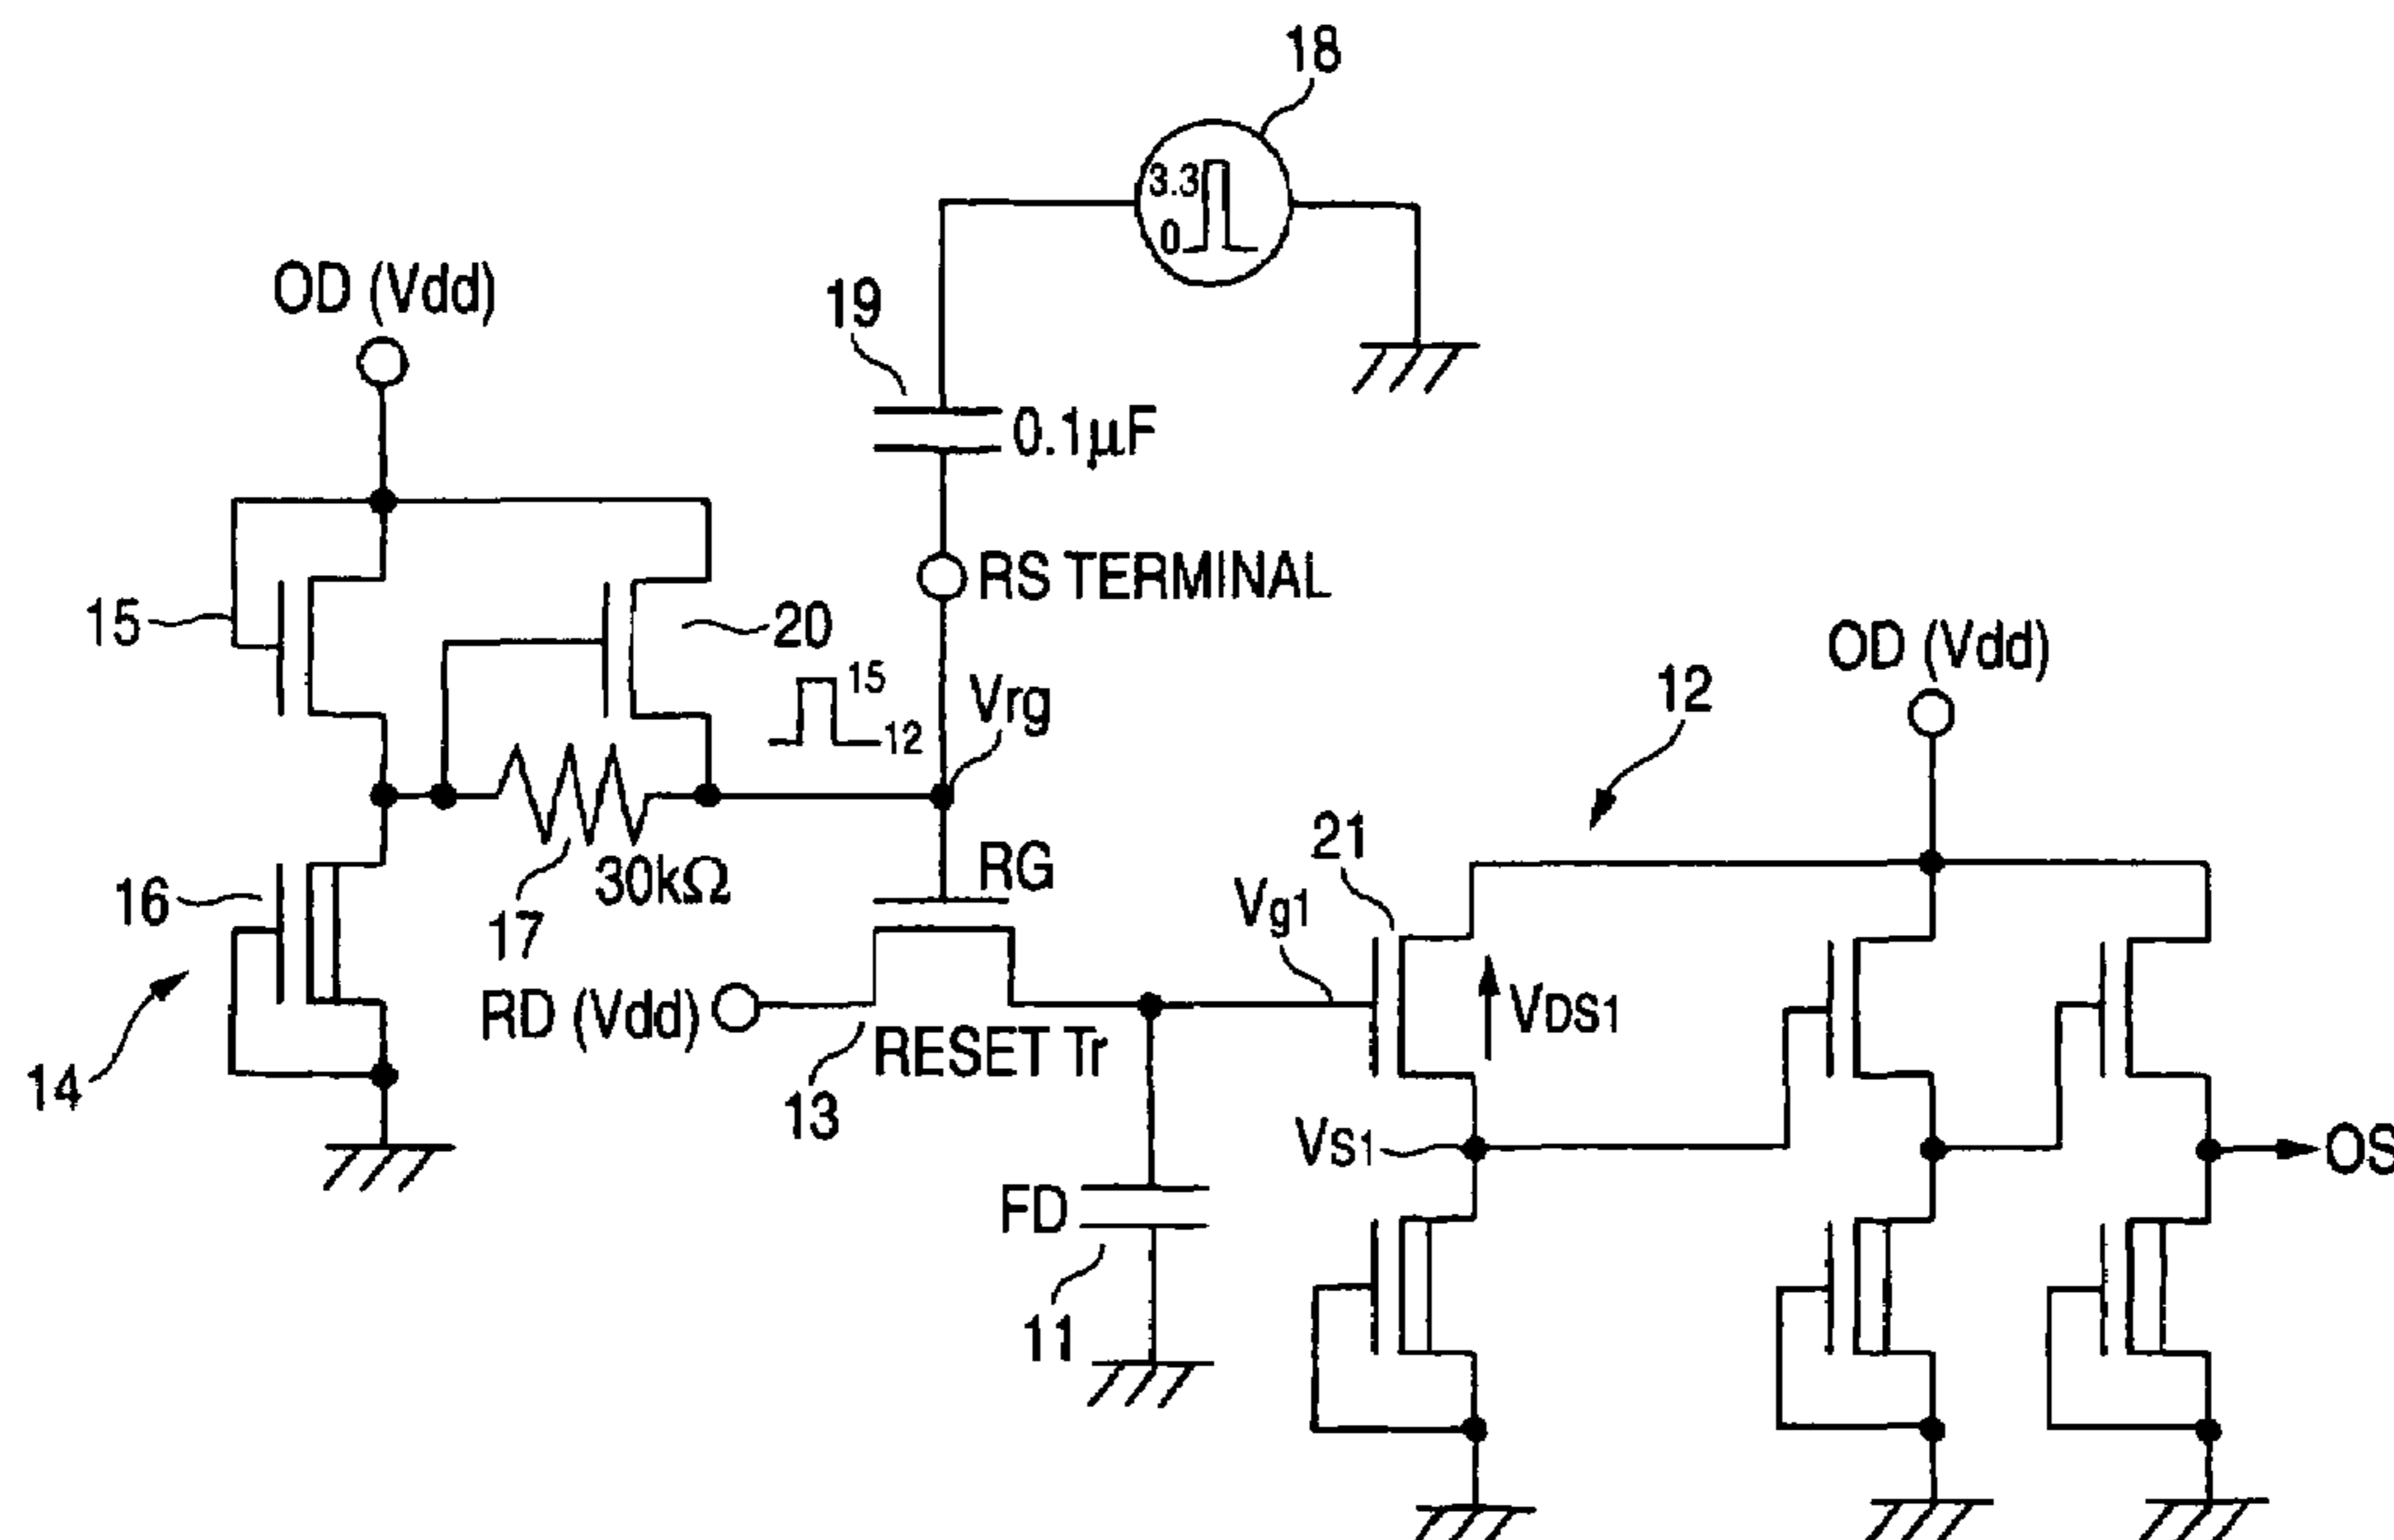 18
3.3
0
19
OD (Vdd)
0.1μF
RS TERMINAL
15
20
15
12
Vrg
OD (Vdd)
12
16
17
30kΩ
RG
21
Vg1
14
RD (Vdd)
RESET Tr
VDS1
13
VS1
OS
FD
11